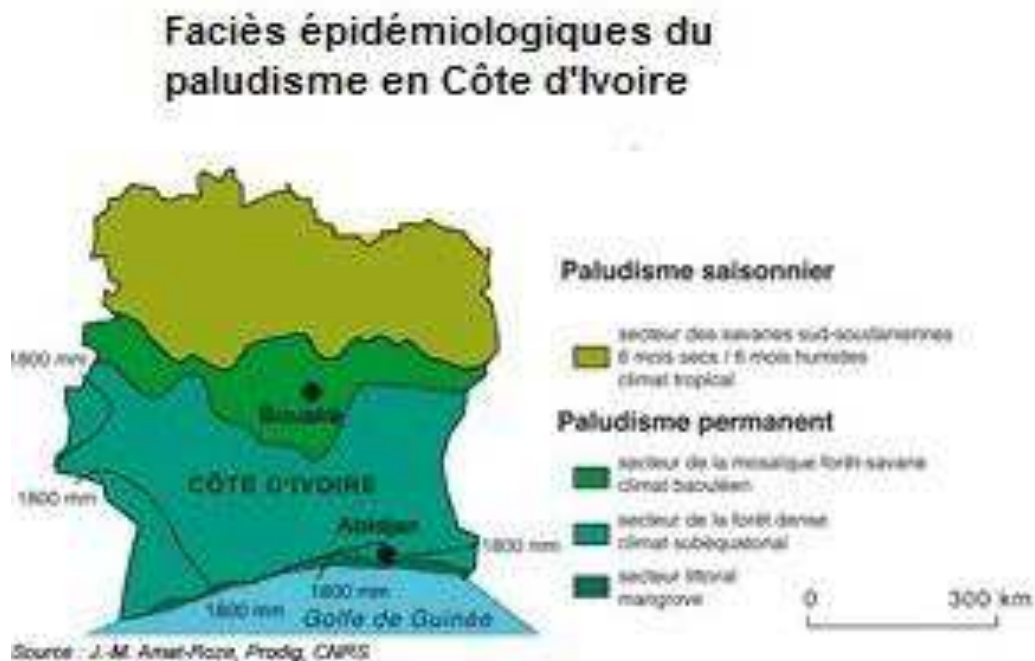 Faciès épidémiologiques du
paludisme en Côte d'Ivoire
Paludisme saisonnier
secteur des savanes sud-soudaniennes
6 mois secs / 6 mois humides
climat tropical
Paludisme permanent
secteur de la mosaïque forêt-savane
climat baouléen
secteur de la forêt dense
climat subéquatorial
secteur littoral
mangrove
1800 mm
Bouaké
CÔTE D'IVOIRE
1800 mm
Abidjan
1800 mm
1800 mm
1800 mm
Golfe de Guinée
0 300 km
Source : J.-M. Amat-Roze, Prodig, CNRS